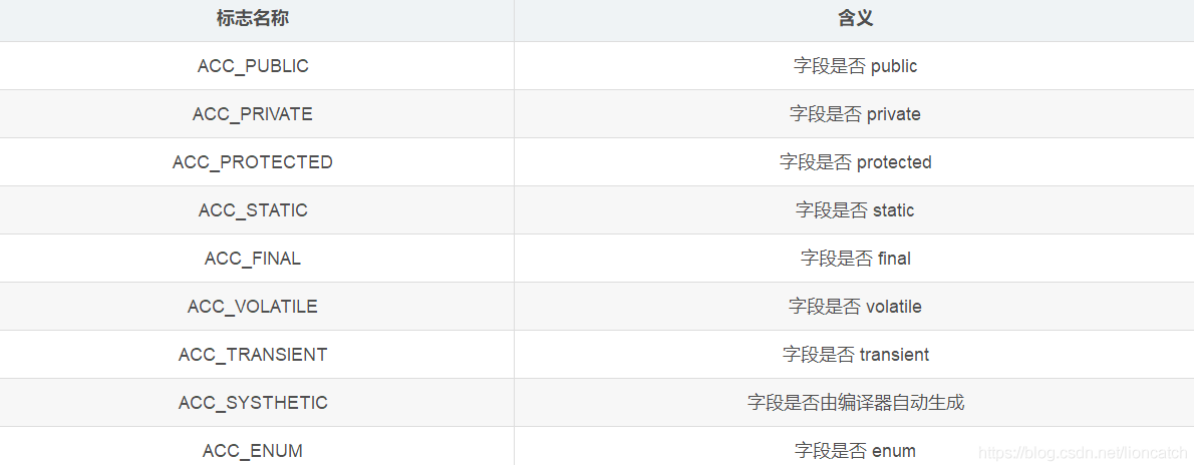 标志名称 含义
ACC_PUBLIC 字段是否 public
ACC_PRIVATE 字段是否 private
ACC_PROTECTED 字段是否 protected
ACC_STATIC 字段是否 static
ACC_FINAL 字段是否 final
ACC_VOLATILE 字段是否 volatile
ACC_TRANSIENT 字段是否 transient
ACC_SYSTHETIC 字段是否由编译器自动生成
ACC_ENUM 字段是否 enum
https://blog.csdn.net/lioncatch